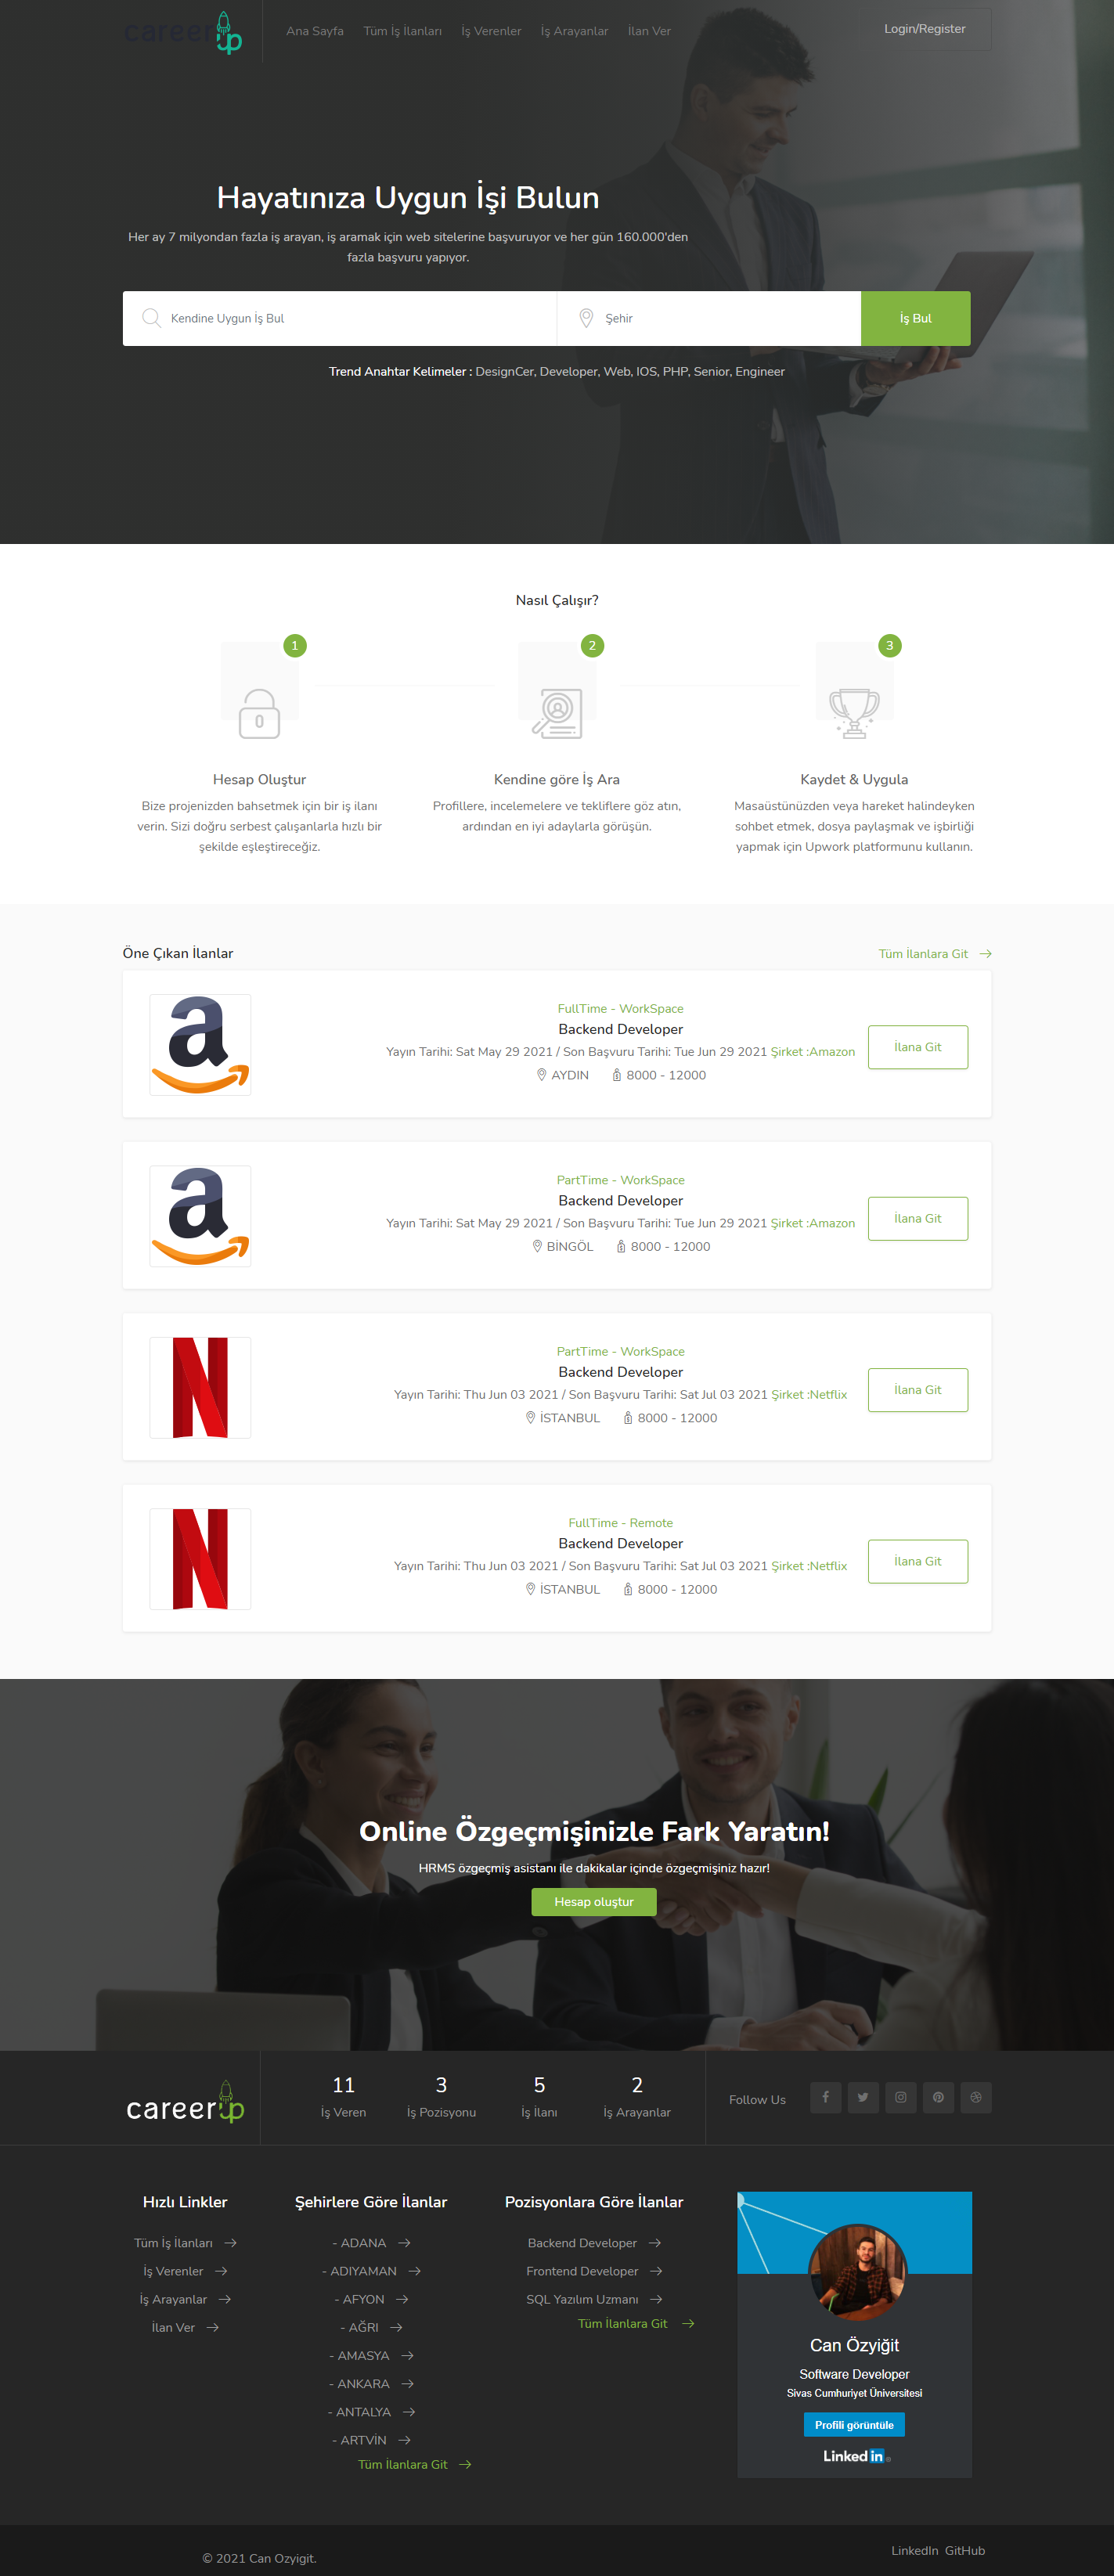 careerup
Ana Sayfa Tüm İş İlanları İş Verenler İş Arayanlar İlan Ver
Login/Register
Hayatınıza Uygun İşi Bulun
Her ay 7 milyondan fazla iş arayan, iş aramak için web sitelerine başvuruyor ve her gün 160.000'den
fazla başvuru yapıyor.
Kendine Uygun İş Bul
Şehir
İş Bul
Trend Anahtar Kelimeler : DesignCer, Developer, Web, IOS, PHP, Senior, Engineer
Nasıl Çalışır?
1
Hesap Oluştur
Bize projenizden bahsetmek için bir iş ilanı
verin. Sizi doğru serbest çalışanlarla hızlı bir
şekilde eşleştireceğiz.
2
Kendine göre İş Ara
Profillere, incelemelere ve tekliflere göz atın,
ardından en iyi adaylarla görüşün.
3
Kaydet & Uygula
Masaüstünüzden veya hareket halindeyken
sohbet etmek, dosya paylaşmak ve işbirliği
yapmak için Upwork platformunu kullanın.
Öne Çıkan İlanlar
Tüm İlanlara Git
FullTime - WorkSpace
Backend Developer
Yayın Tarihi: Sat May 29 2021 / Son Başvuru Tarihi: Tue Jun 29 2021 Şirket :Amazon
AYDIN 8000 - 12000
İlana Git
PartTime - WorkSpace
Backend Developer
Yayın Tarihi: Sat May 29 2021 / Son Başvuru Tarihi: Tue Jun 29 2021 Şirket :Amazon
BİNGÖL 8000 - 12000
İlana Git
PartTime - WorkSpace
Backend Developer
Yayın Tarihi: Thu Jun 03 2021 / Son Başvuru Tarihi: Sat Jul 03 2021 Şirket :Netflix
İSTANBUL 8000 - 12000
İlana Git
FullTime - Remote
Backend Developer
Yayın Tarihi: Thu Jun 03 2021 / Son Başvuru Tarihi: Sat Jul 03 2021 Şirket :Netflix
İSTANBUL 8000 - 12000
İlana Git
Online Özgeçmişinizle Fark Yaratın!
HRMS özgeçmiş asistanı ile dakikalar içinde özgeçmişiniz hazır!
Hesap oluştur
careerup
11
İş Veren
3
İş Pozisyonu
5
İş İlanı
2
İş Arayanlar
Follow Us
Hızlı Linkler
Tüm İş İlanları
İş Verenler
İş Arayanlar
İlan Ver
Şehirlere Göre İlanlar
- ADANA
- ADIYAMAN
- AFYON
- AĞRI
- AMASYA
- ANKARA
- ANTALYA
- ARTVİN
Tüm İlanlara Git
Pozisyonlara Göre İlanlar
Backend Developer
Frontend Developer
SQL Yazılım Uzmanı
Tüm İlanlara Git
Can Özyiğit
Software Developer
Sivas Cumhuriyet Üniversitesi
Profili görüntüle
Linked in
© 2021 Can Ozyigit.
LinkedIn GitHub